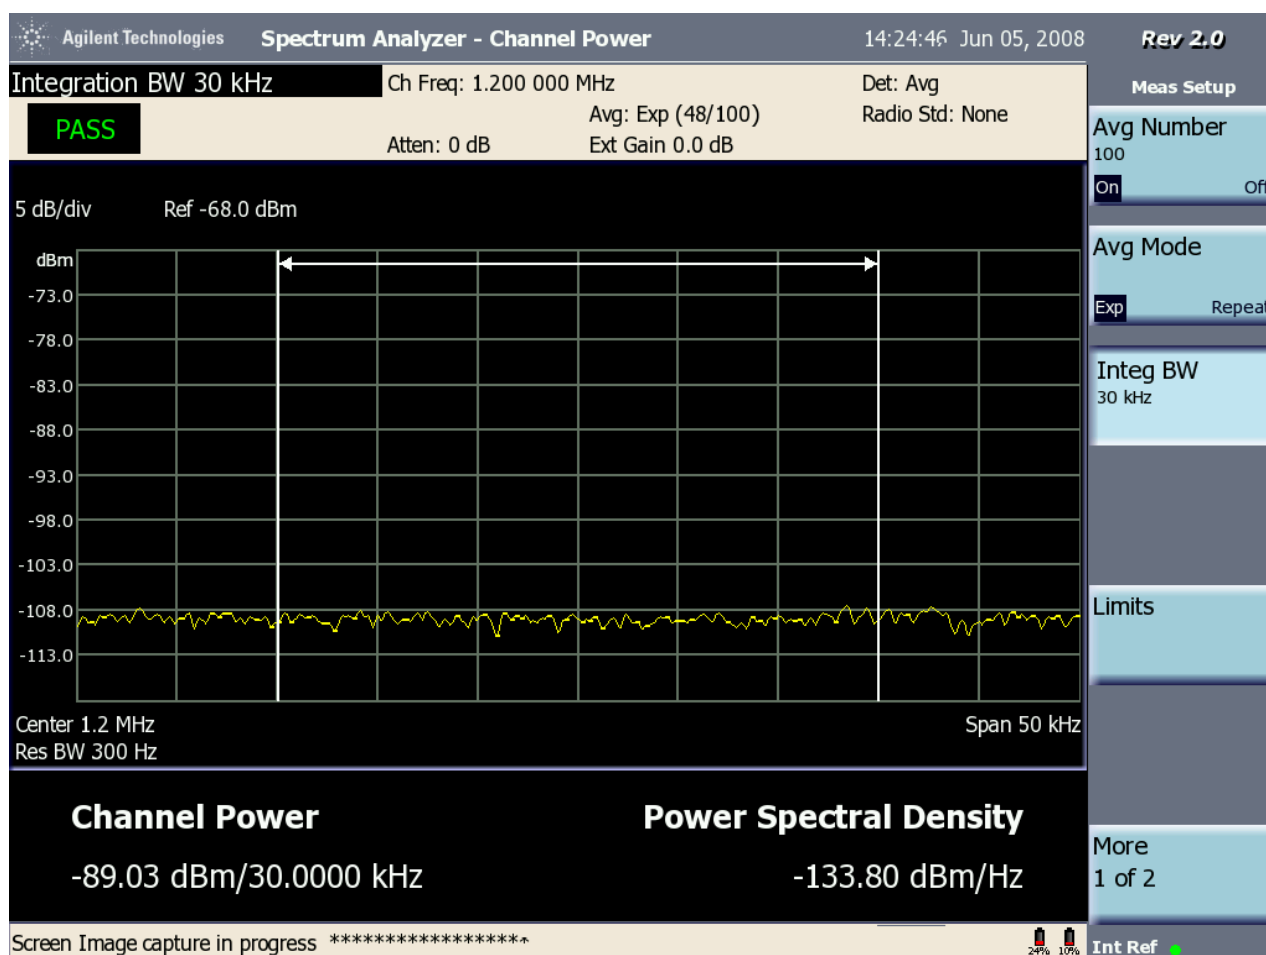 Agilent Technologies Spectrum Analyzer - Channel Power 14:24:46 Jun 05, 2008 Rev 2.0
Integration BW 30 kHz Ch Freq: 1.200 000 MHz Det: Avg
PASS Avg: Exp (48/100) Radio Std: None
Atten: 0 dB Ext Gain 0.0 dB
5 dB/div Ref -68.0 dBm
dBm
-73.0
-78.0
-83.0
-88.0
-93.0
-98.0
-103.0
-108.0
-113.0
Center 1.2 MHz Span 50 kHz
Res BW 300 Hz
Channel Power Power Spectral Density
-89.03 dBm/30.0000 kHz -133.80 dBm/Hz
Screen Image capture in progress *****************
24% 10%
Meas Setup
Avg Number
100
On Off
Avg Mode
Exp Repeat
Integ BW
30 kHz
Limits
More
1 of 2
Int Ref